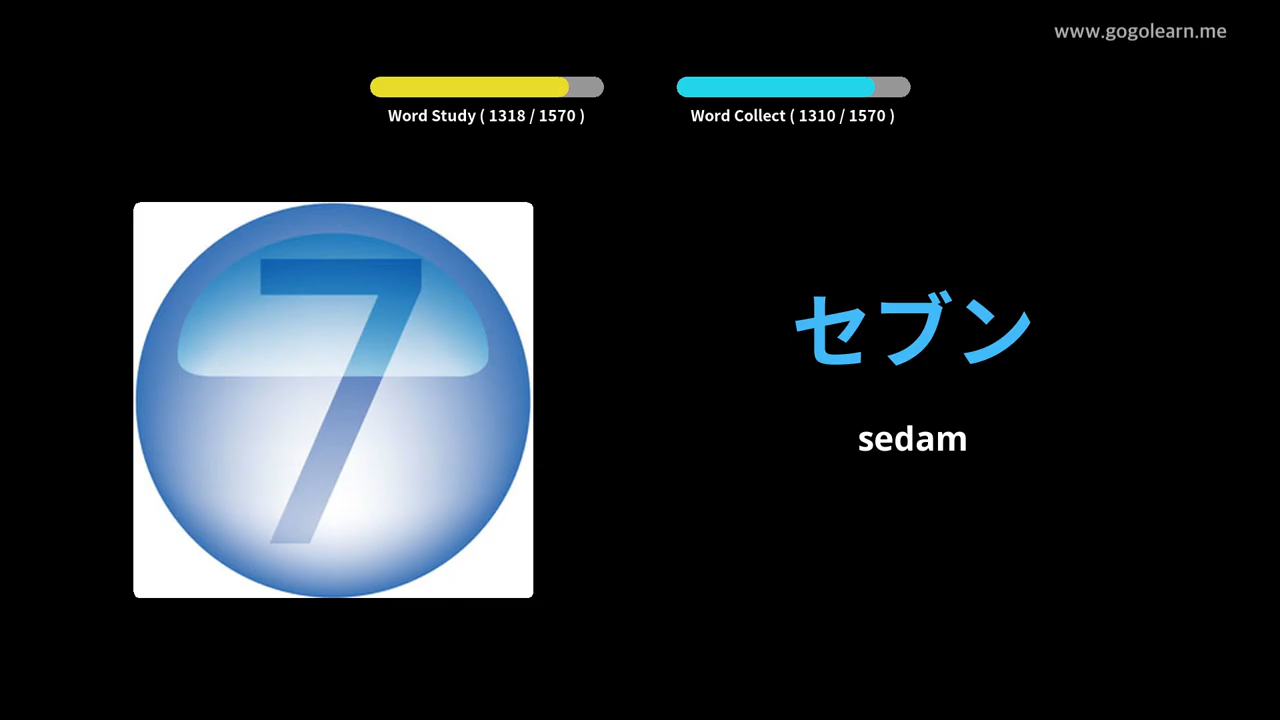 www.gogolearn.me
Word Study ( 1318 / 1570 )
Word Collect ( 1310 / 1570 )
7
セブン
sedam